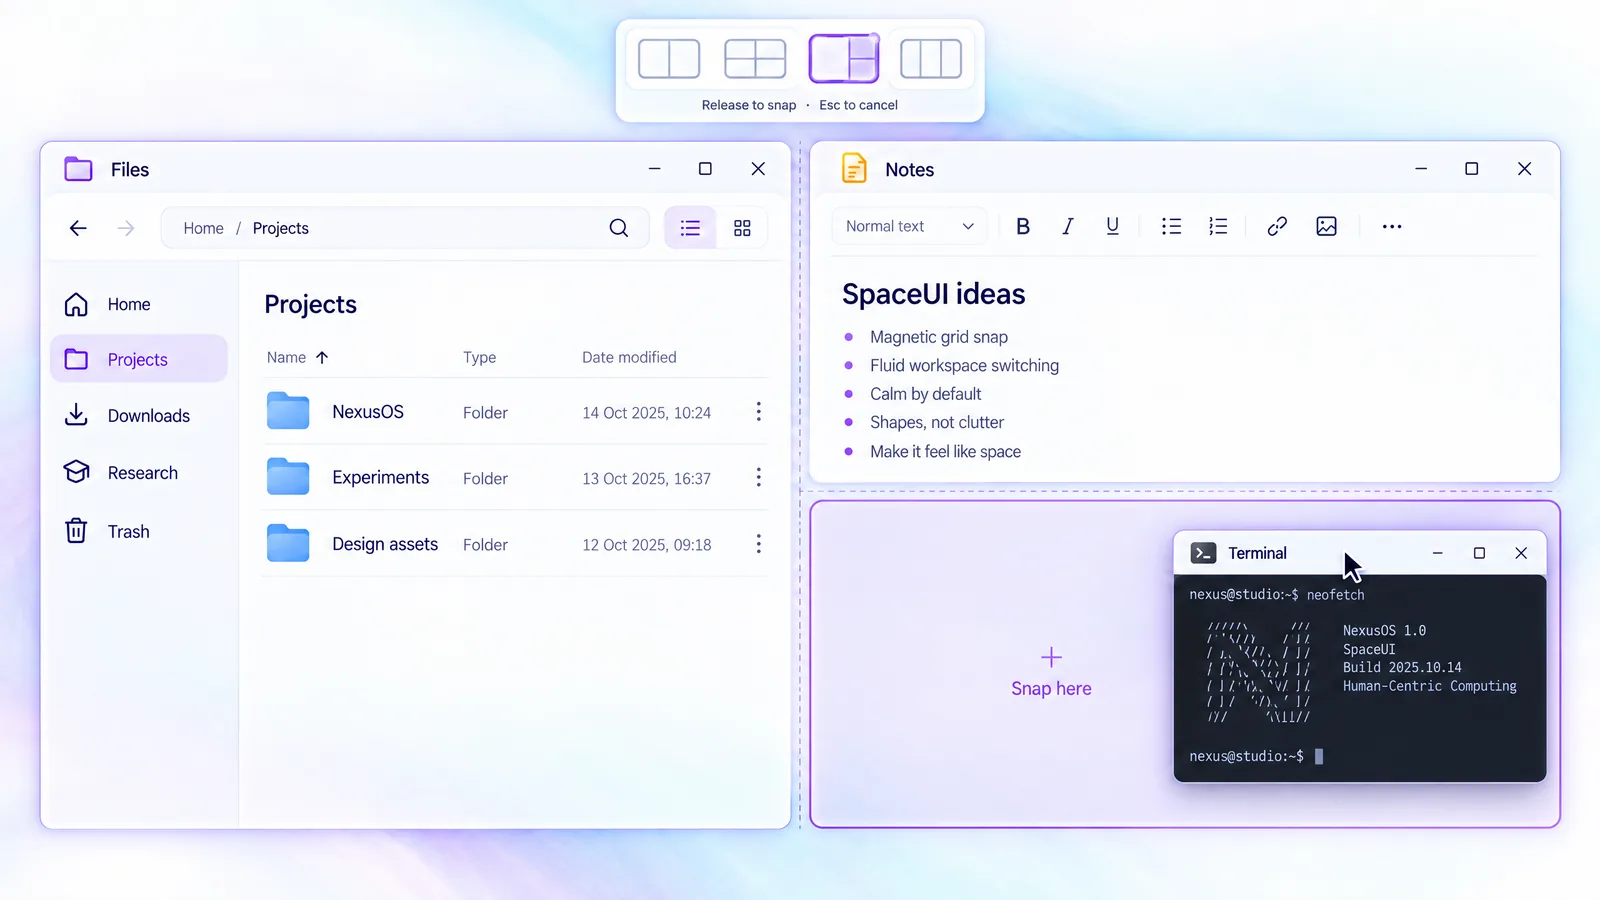 Release to snap · Esc to cancel
Files
Home / Projects
Home
Projects
Downloads
Research
Trash
Projects
Name Type Date modified
NexusOS Folder 14 Oct 2025, 10:24
Experiments Folder 13 Oct 2025, 16:37
Design assets Folder 12 Oct 2025, 09:18
Notes
Normal text B I U
SpaceUI ideas
Magnetic grid snap
Fluid workspace switching
Calm by default
Shapes, not clutter
Make it feel like space
Snap here
Terminal
nexus@studio:~$ neofetch
NexusOS 1.0
SpaceUI
Build 2025.10.14
Human-Centric Computing
nexus@studio:~$